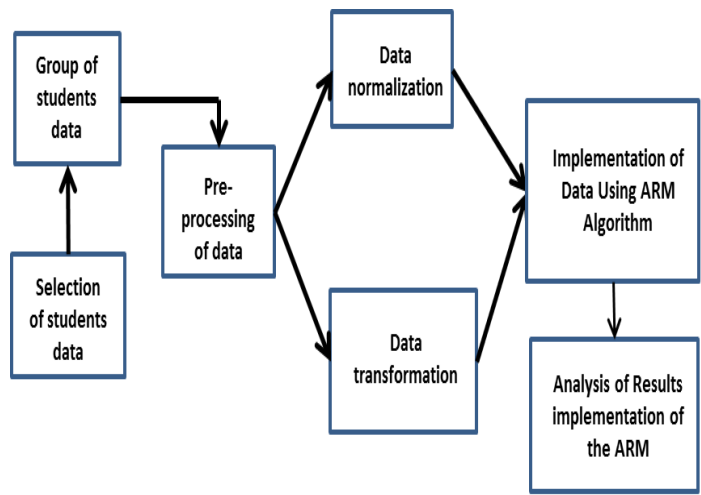 Group of
students
data
Selection
of students
data
Pre-
processing
of data
Data
normalization
Data
transformation
Implementation of
Data Using ARM
Algorithm
Analysis of Results
implementation of
the ARM